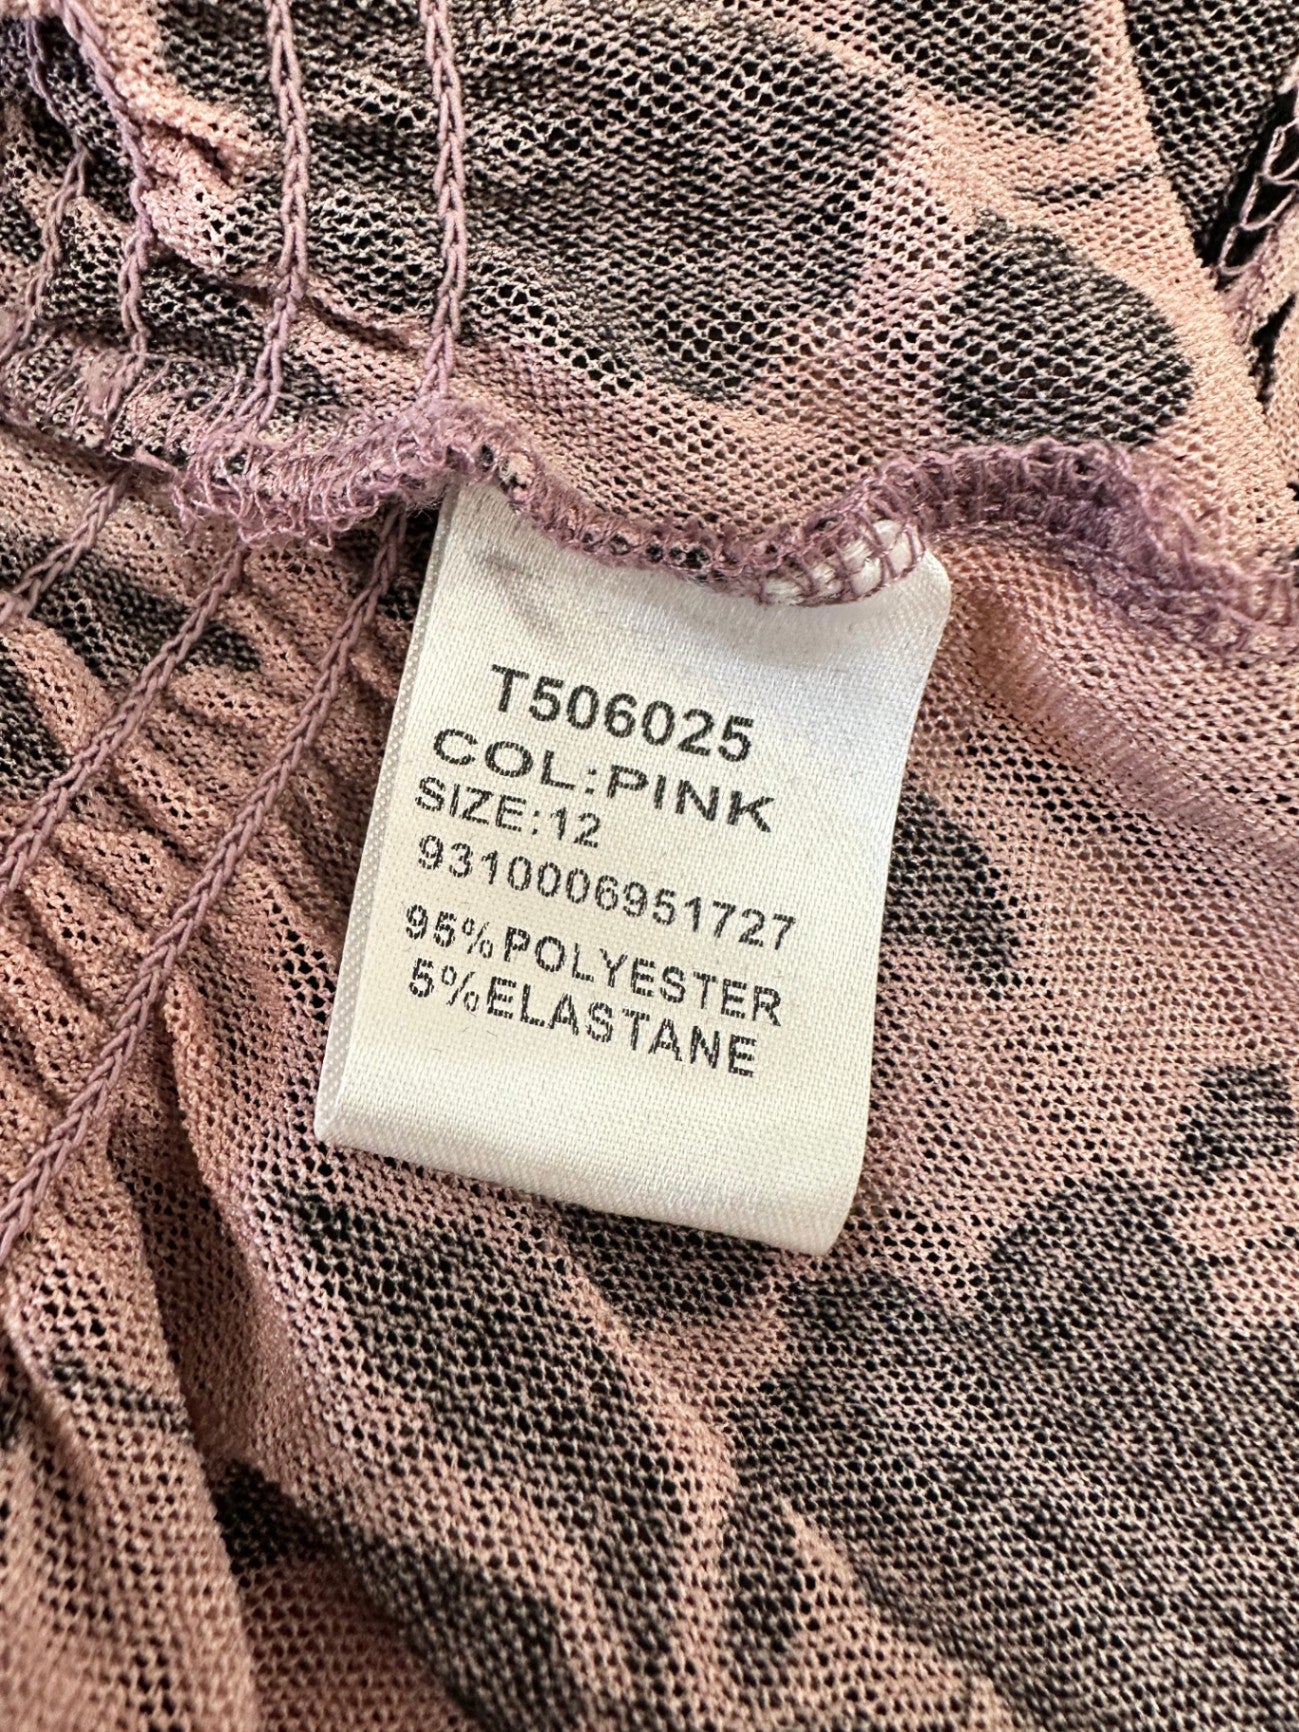 T506025
COL:PINK
SIZE:12
9310006951727
95%POLYESTER
5%ELASTANE